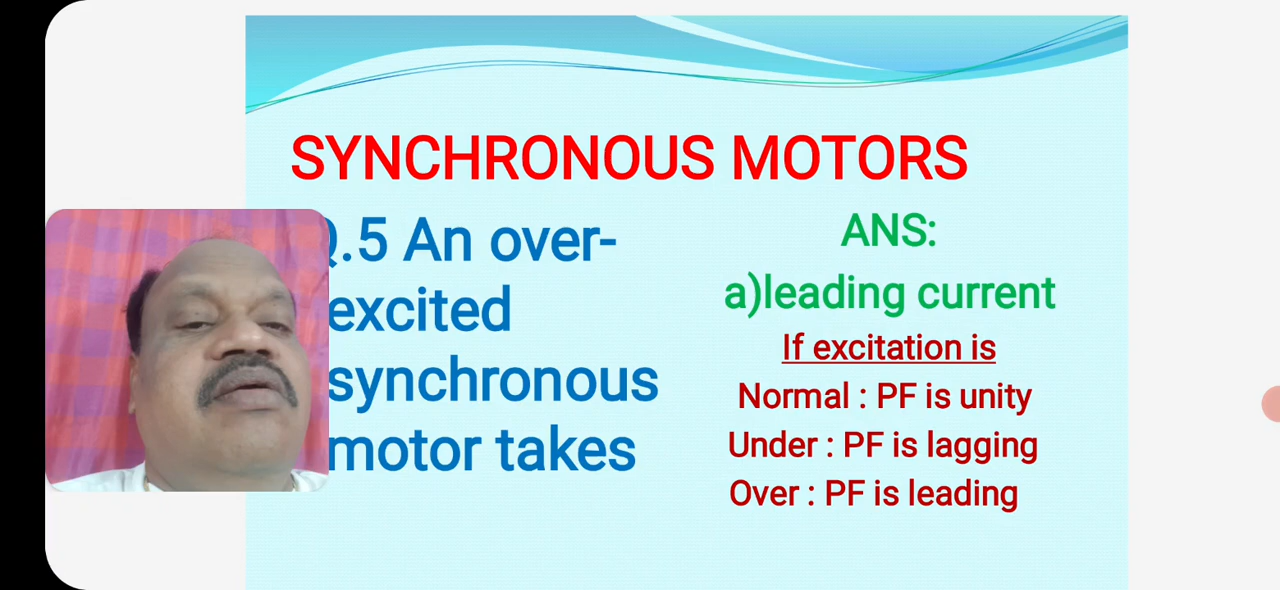 SYNCHRONOUS MOTORS
Q.5 An over-
excited
synchronous
motor takes
ANS:
a)leading current
If excitation is
Normal : PF is unity
Under : PF is lagging
Over : PF is leading